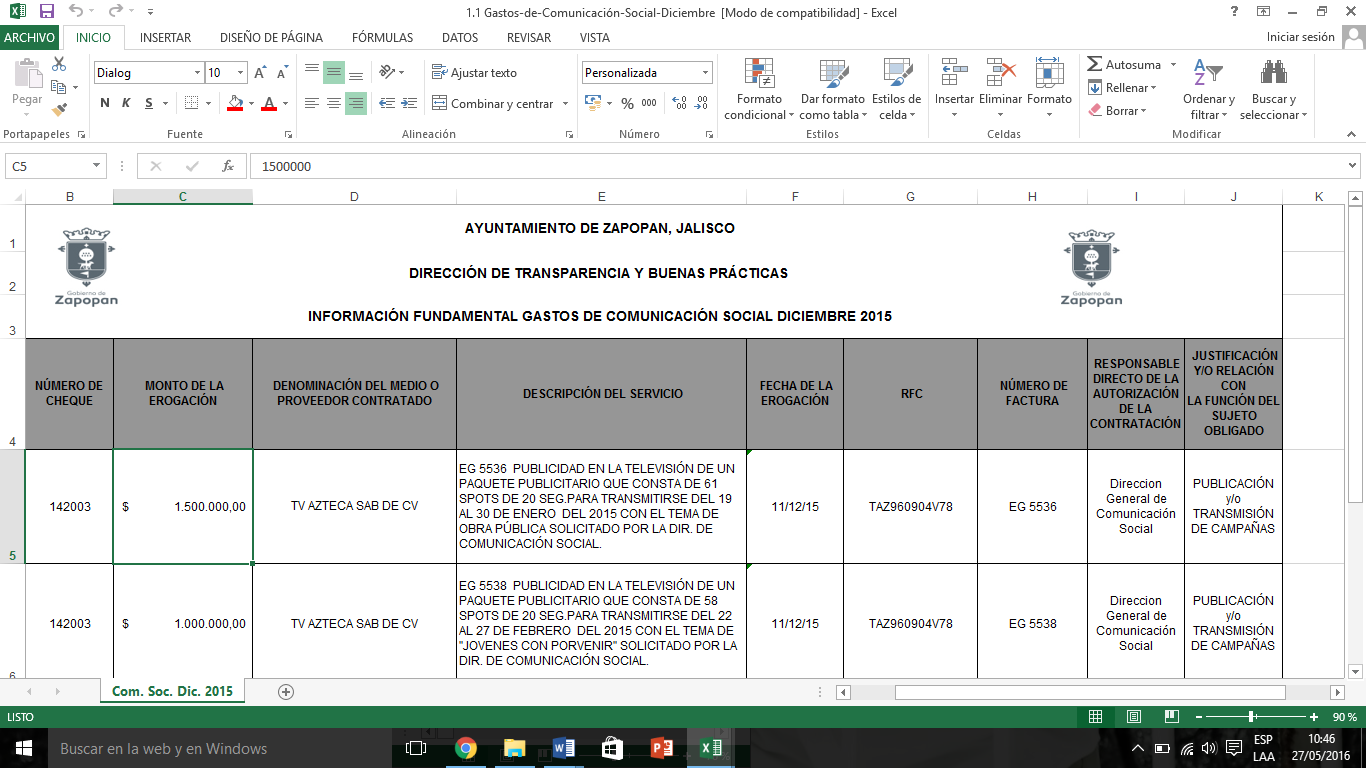 1.1 Gastos-de-Comunicación-Social-Diciembre [Modo de compatibilidad] - Excel
ARCHIVO INICIO INSERTAR DISEÑO DE PÁGINA FÓRMULAS DATOS REVISAR VISTA Iniciar sesión
Pegar
Portapapeles
Dialog 10
N K S
Fuente
Ajustar texto
Combinar y centrar
Alineación
Personalizada
% 000
Número
Formato condicional
Dar formato como tabla
Estilos de celda
Estilos
Insertar Eliminar Formato
Celdas
Autosuma
Rellenar
Borrar
Ordenar y filtrar
Buscar y seleccionar
Modificar
C5 fx 1500000
B C D E F G H I J K
1 AYUNTAMIENTO DE ZAPOPAN, JALISCO
Gobierno de
Zapopan
Gobierno de
Zapopan
2 DIRECCIÓN DE TRANSPARENCIA Y BUENAS PRÁCTICAS
3 INFORMACIÓN FUNDAMENTAL GASTOS DE COMUNICACIÓN SOCIAL DICIEMBRE 2015
4
NÚMERO DE
CHEQUE
MONTO DE LA
EROGACIÓN
DENOMINACIÓN DEL MEDIO O
PROVEEDOR CONTRATADO
DESCRIPCIÓN DEL SERVICIO
FECHA DE LA
EROGACIÓN
RFC
NÚMERO DE
FACTURA
RESPONSABLE
DIRECTO DE LA
AUTORIZACIÓN
DE LA
CONTRATACIÓN
JUSTIFICACIÓN
Y/O RELACIÓN
CON
LA FUNCIÓN DEL
SUJETO
OBLIGADO
5
142003
$ 1.500.000,00
TV AZTECA SAB DE CV
EG 5536 PUBLICIDAD EN LA TELEVISIÓN DE UN
PAQUETE PUBLICITARIO QUE CONSTA DE 61
SPOTS DE 20 SEG.PARA TRANSMITIRSE DEL 19
AL 30 DE ENERO DEL 2015 CON EL TEMA DE
OBRA PÚBLICA SOLICITADO POR LA DIR. DE
COMUNICACIÓN SOCIAL.
11/12/15
TAZ960904V78
EG 5536
Direccion
General de
Comunicación
Social
PUBLICACIÓN
y/o
TRANSMISIÓN
DE CAMPAÑAS
6
142003
$ 1.000.000,00
TV AZTECA SAB DE CV
EG 5538 PUBLICIDAD EN LA TELEVISIÓN DE UN
PAQUETE PUBLICITARIO QUE CONSTA DE 58
SPOTS DE 20 SEG.PARA TRANSMITIRSE DEL 22
AL 27 DE FEBRERO DEL 2015 CON EL TEMA DE
"JOVENES CON PORVENIR" SOLICITADO POR LA
DIR. DE COMUNICACIÓN SOCIAL.
11/12/15
TAZ960904V78
EG 5538
Direccion
General de
Comunicación
Social
PUBLICACIÓN
y/o
TRANSMISIÓN
DE CAMPAÑAS
Com. Soc. Dic. 2015
LISTO 90 %
Buscar en la web y en Windows
ESP
LAA
10:46
27/05/2016